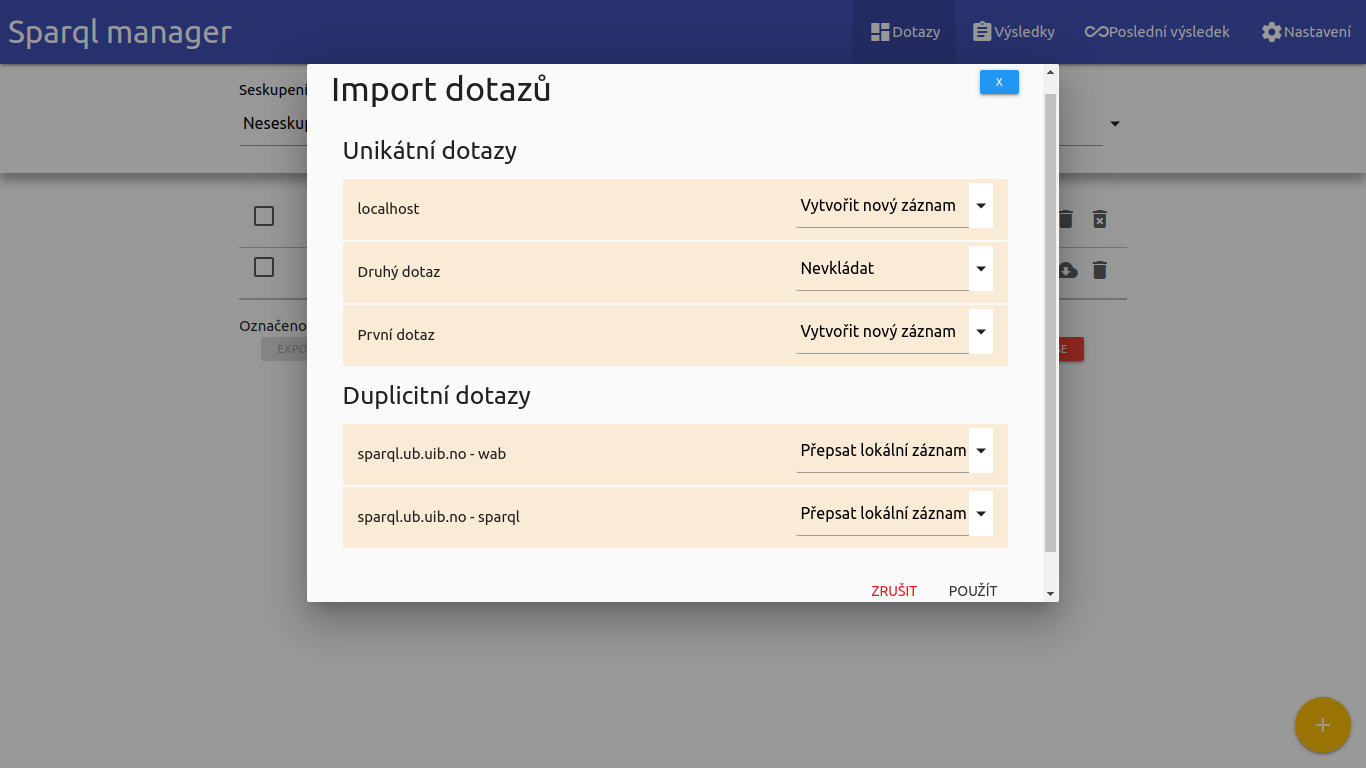 Sparql manager
Dotazy
Výsledky
Poslední výsledek
Nastavení
Seskupení
Import dotazů
X
Unikátní dotazy
localhost
Vytvořit nový záznam
Druhý dotaz
Nevkládat
První dotaz
Vytvořit nový záznam
Označeno
Duplicitní dotazy
sparql.ub.uib.no - wab
Přepsat lokální záznam
sparql.ub.uib.no - sparql
Přepsat lokální záznam
ZRUŠIT
POUŽÍT
+